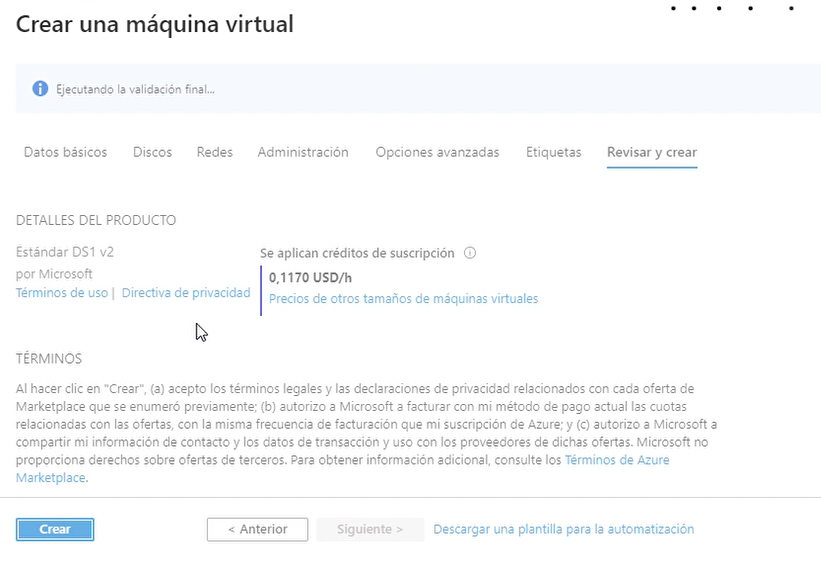 Crear una máquina virtual
Ejecutando la validación final...
Datos básicos Discos Redes Administración Opciones avanzadas Etiquetas Revisar y crear
DETALLES DEL PRODUCTO
Estándar DS1 v2
por Microsoft
Términos de uso | Directiva de privacidad
Se aplican créditos de suscripción
0,1170 USD/h
Precios de otros tamaños de máquinas virtuales
TÉRMINOS
Al hacer clic en "Crear", (a) acepto los términos legales y las declaraciones de privacidad relacionados con cada oferta de
Marketplace que se enumeró previamente; (b) autorizo a Microsoft a facturar con mi método de pago actual las cuotas
relacionadas con las ofertas, con la misma frecuencia de facturación que mi suscripción de Azure; y (c) autorizo a Microsoft a
compartir mi información de contacto y los datos de transacción y uso con los proveedores de dichas ofertas. Microsoft no
proporciona derechos sobre ofertas de terceros. Para obtener información adicional, consulte los Términos de Azure
Marketplace.
Crear < Anterior Siguiente > Descargar una plantilla para la automatización